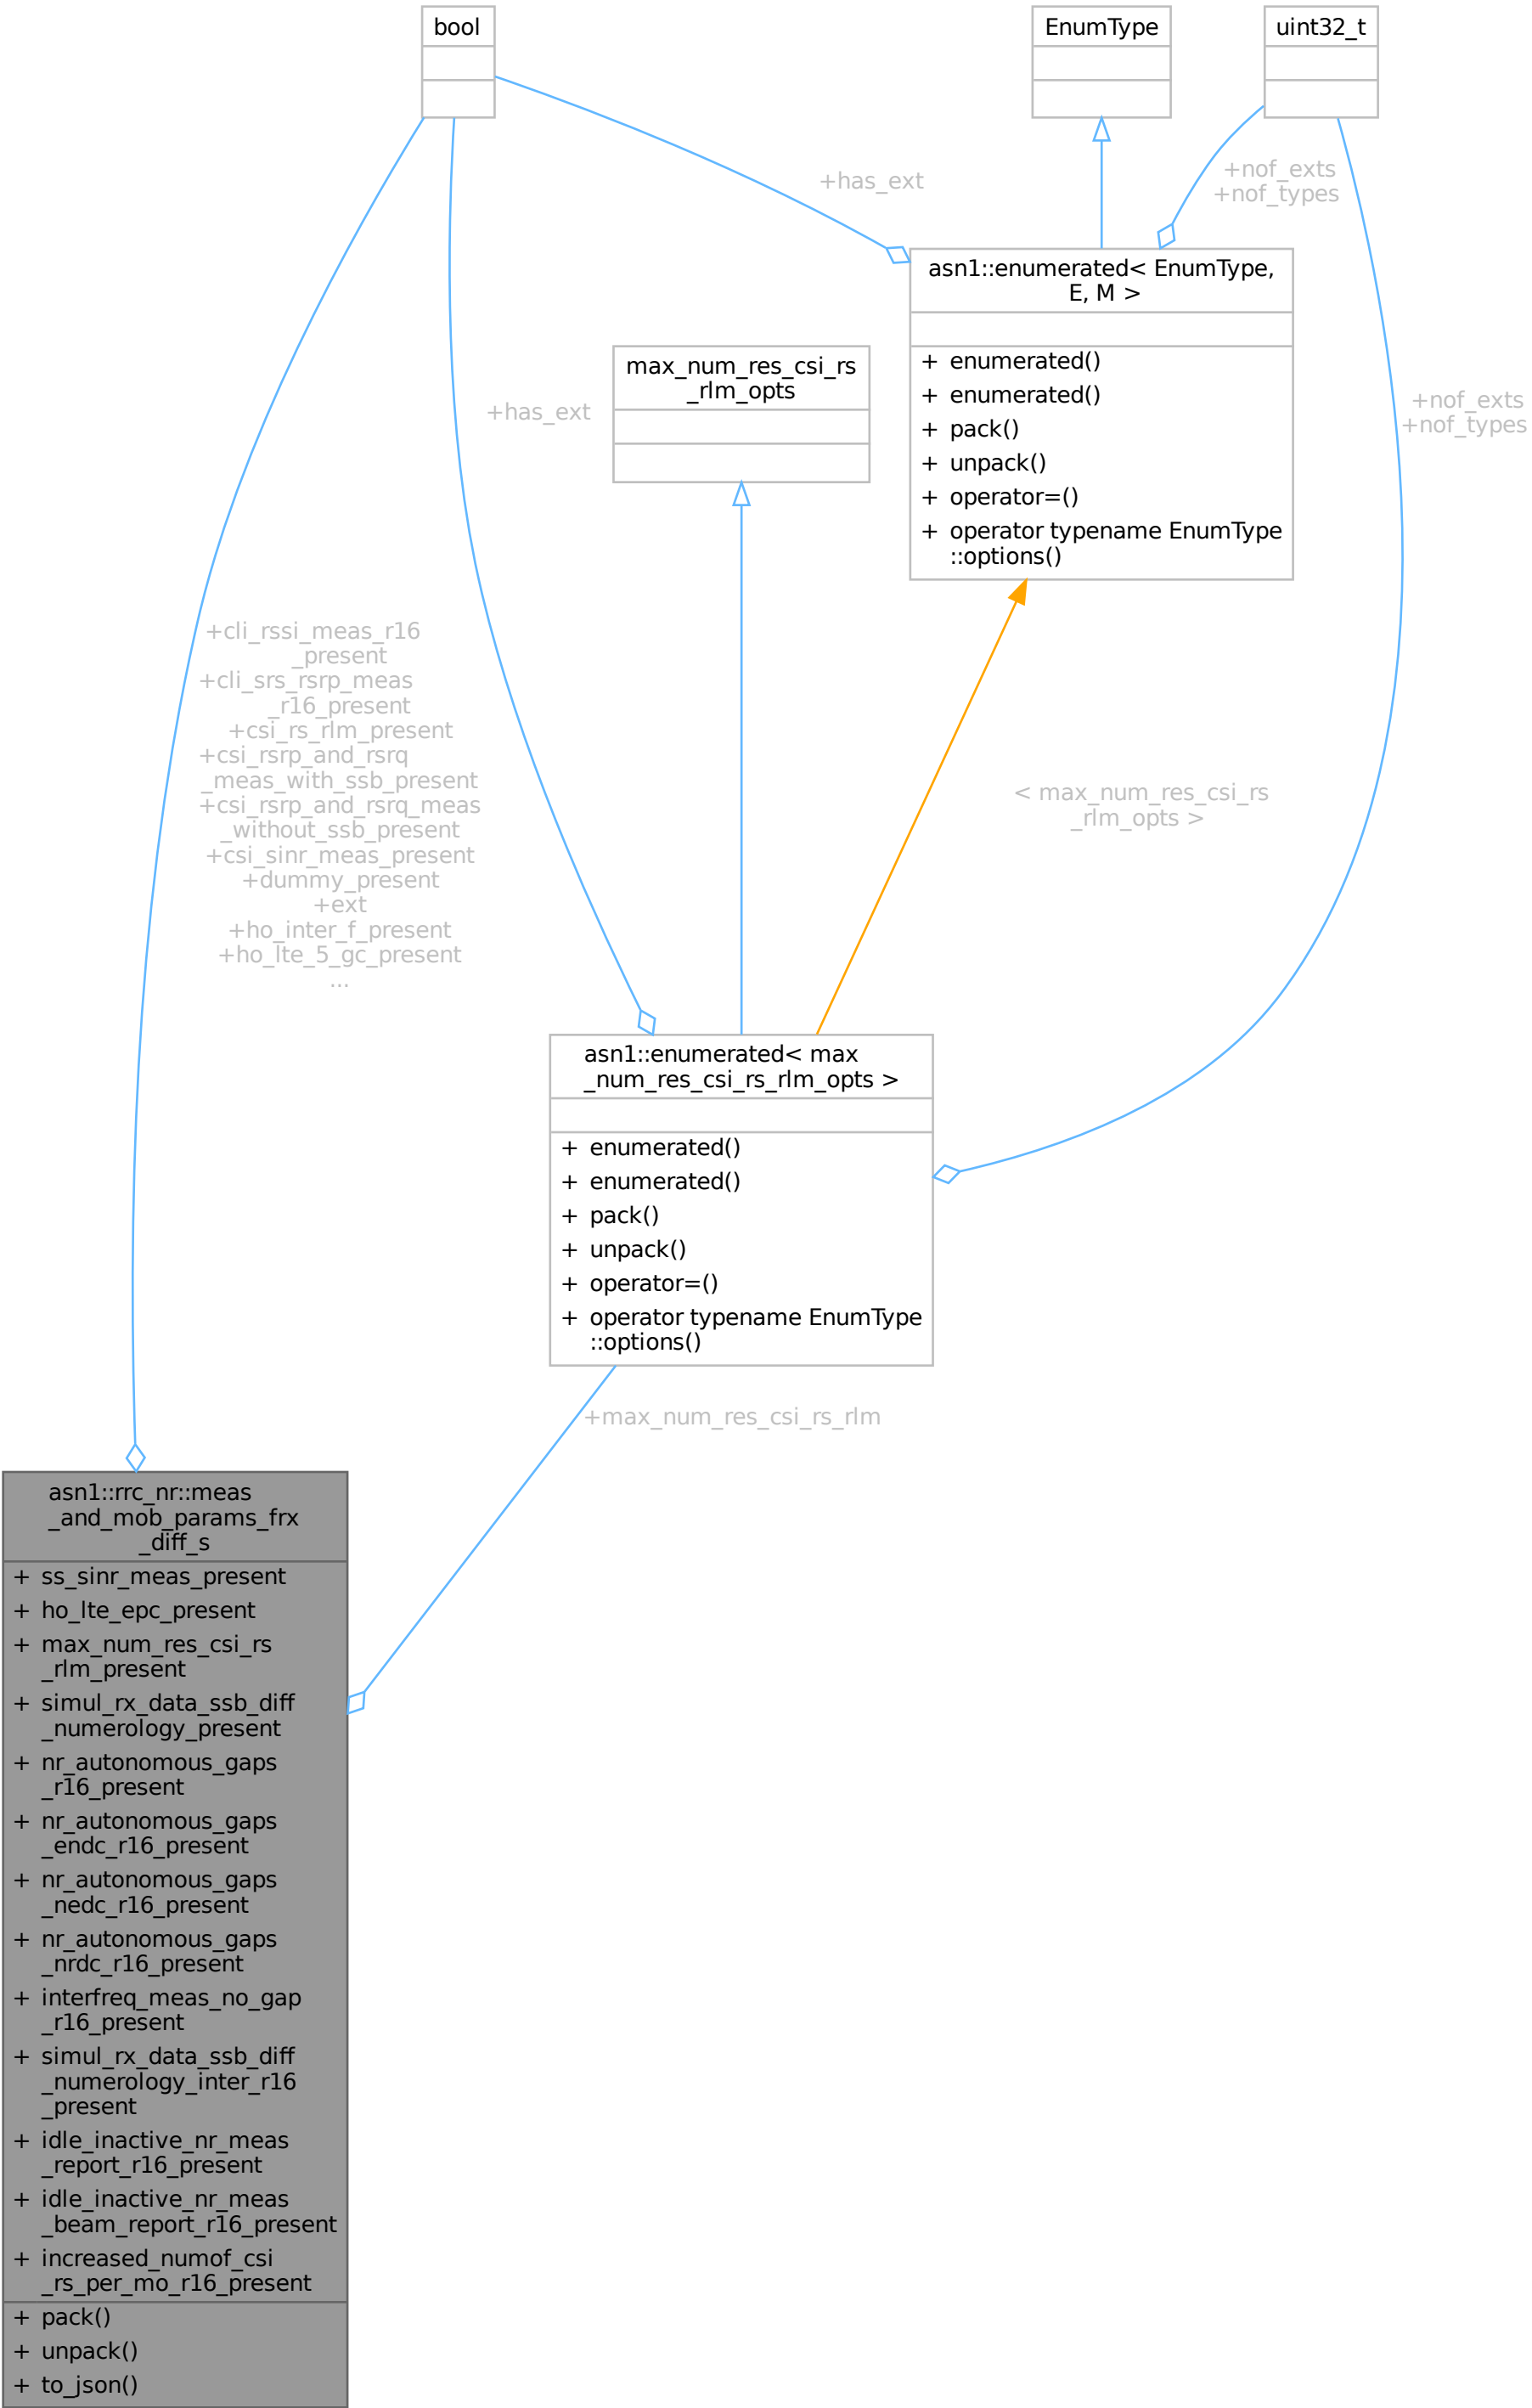 bool
EnumType
uint32_t
+has_ext
+nof_exts
+nof_types
asn1::enumerated< EnumType,
E, M >
+ enumerated()
+ enumerated()
+ pack()
+ unpack()
+ operator=()
+ operator typename EnumType
::options()
max_num_res_csi_rs
_rlm_opts
+has_ext
+nof_exts
+nof_types
+cli_rssi_meas_r16
_present
+cli_srs_rsrp_meas
_r16_present
+csi_rs_rlm_present
+csi_rsrp_and_rsrq
_meas_with_ssb_present
+csi_rsrp_and_rsrq_meas
_without_ssb_present
+csi_sinr_meas_present
+dummy_present
+ext
+ho_inter_f_present
+ho_lte_5_gc_present
...
< max_num_res_csi_rs
_rlm_opts >
asn1::enumerated< max
_num_res_csi_rs_rlm_opts >
+ enumerated()
+ enumerated()
+ pack()
+ unpack()
+ operator=()
+ operator typename EnumType
::options()
+max_num_res_csi_rs_rlm
asn1::rrc_nr::meas
_and_mob_params_frx
_diff_s
+ ss_sinr_meas_present
+ ho_lte_epc_present
+ max_num_res_csi_rs
_rlm_present
+ simul_rx_data_ssb_diff
_numerology_present
+ nr_autonomous_gaps
_r16_present
+ nr_autonomous_gaps
_endc_r16_present
+ nr_autonomous_gaps
_nedc_r16_present
+ nr_autonomous_gaps
_nrdc_r16_present
+ interfreq_meas_no_gap
_r16_present
+ simul_rx_data_ssb_diff
_numerology_inter_r16
_present
+ idle_inactive_nr_meas
_report_r16_present
+ idle_inactive_nr_meas
_beam_report_r16_present
+ increased_numof_csi
_rs_per_mo_r16_present
+ pack()
+ unpack()
+ to_json()